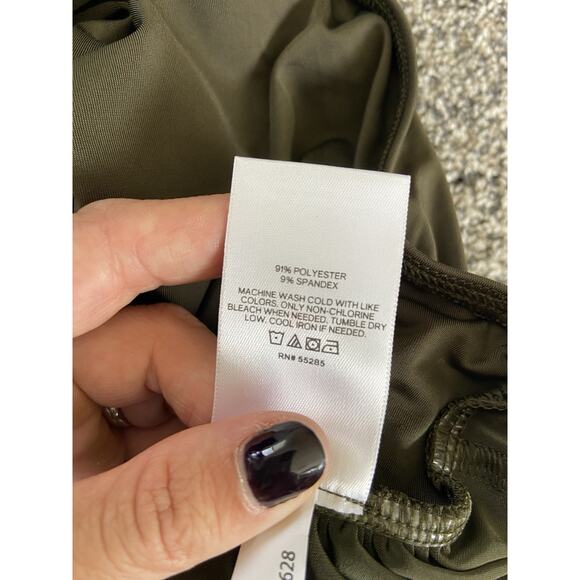 91% POLYESTER
9% SPANDEX
MACHINE WASH COLD WITH LIKE
COLORS. ONLY NON-CHLORINE
BLEACH WHEN NEEDED. TUMBLE DRY
LOW. COOL IRON IF NEEDED.
RN# 55285
628